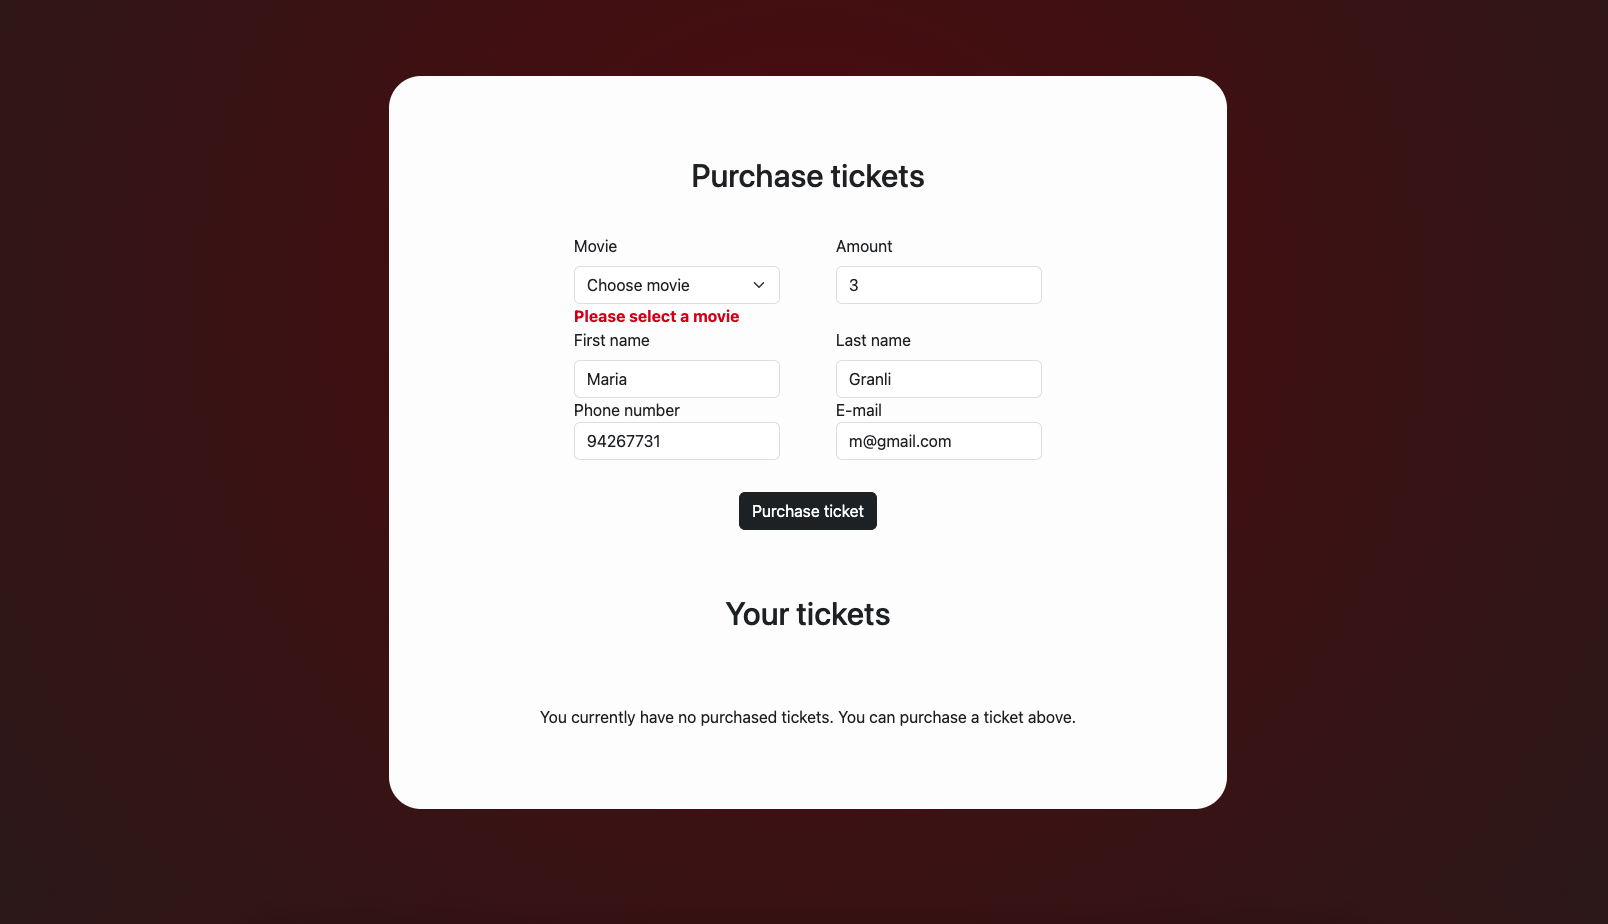 Purchase tickets
Movie
Amount
Choose movie
3
Please select a movie
First name
Last name
Maria
Granli
Phone number
E-mail
94267731
m@gmail.com
Purchase ticket
Your tickets
You currently have no purchased tickets. You can purchase a ticket above.